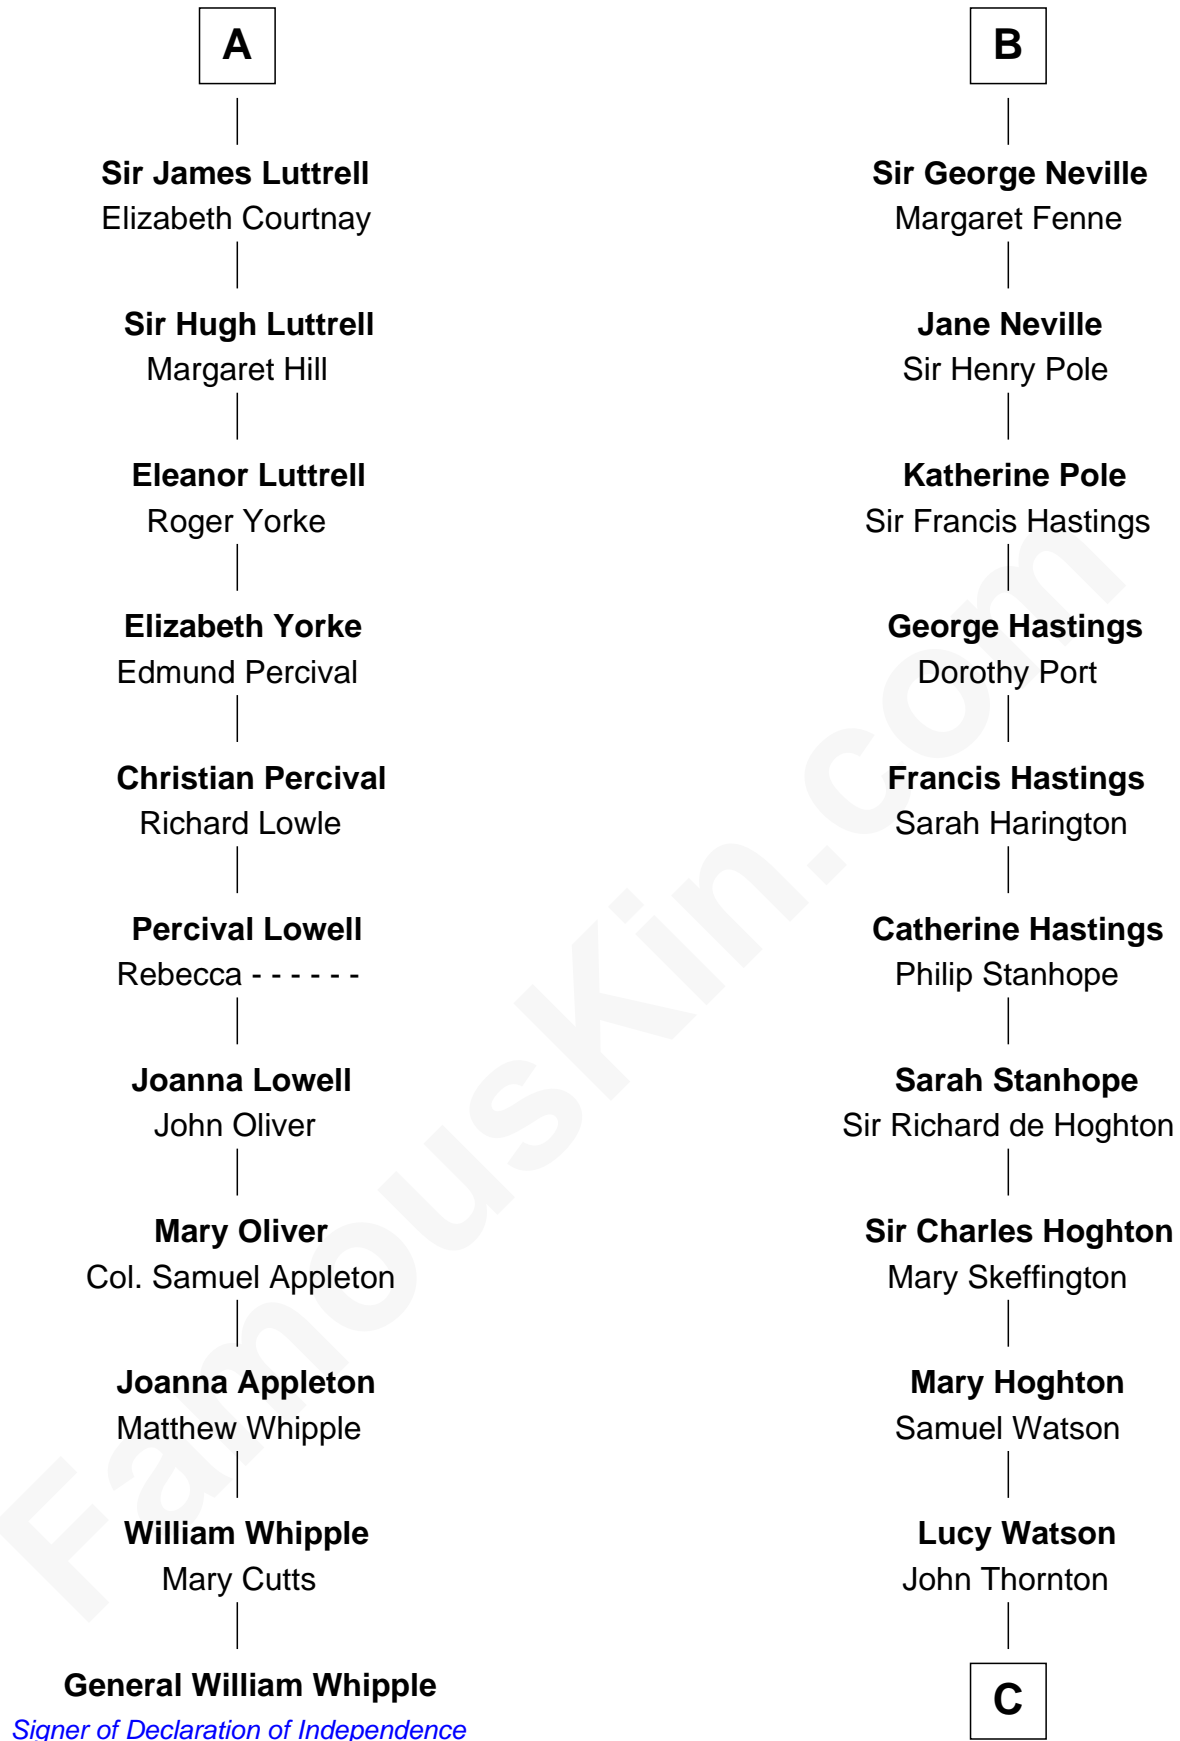 A
Sir James Luttrell
Elizabeth Courtnay
Sir Hugh Luttrell
Margaret Hill
Eleanor Luttrell
Roger Yorke
Elizabeth Yorke
Edmund Percival
Christian Percival
Richard Lowle
Percival Lowell
Rebecca - - - - - -
Joanna Lowell
John Oliver
Mary Oliver
Col. Samuel Appleton
Joanna Appleton
Matthew Whipple
William Whipple
Mary Cutts
General William Whipple
Signer of Declaration of Independence
B
Sir George Neville
Margaret Fenne
Jane Neville
Sir Henry Pole
Katherine Pole
Sir Francis Hastings
George Hastings
Dorothy Port
Francis Hastings
Sarah Harington
Catherine Hastings
Philip Stanhope
Sarah Stanhope
Sir Richard de Hoghton
Sir Charles Hoghton
Mary Skeffington
Mary Hoghton
Samuel Watson
Lucy Watson
John Thornton
C
FamousKin.com